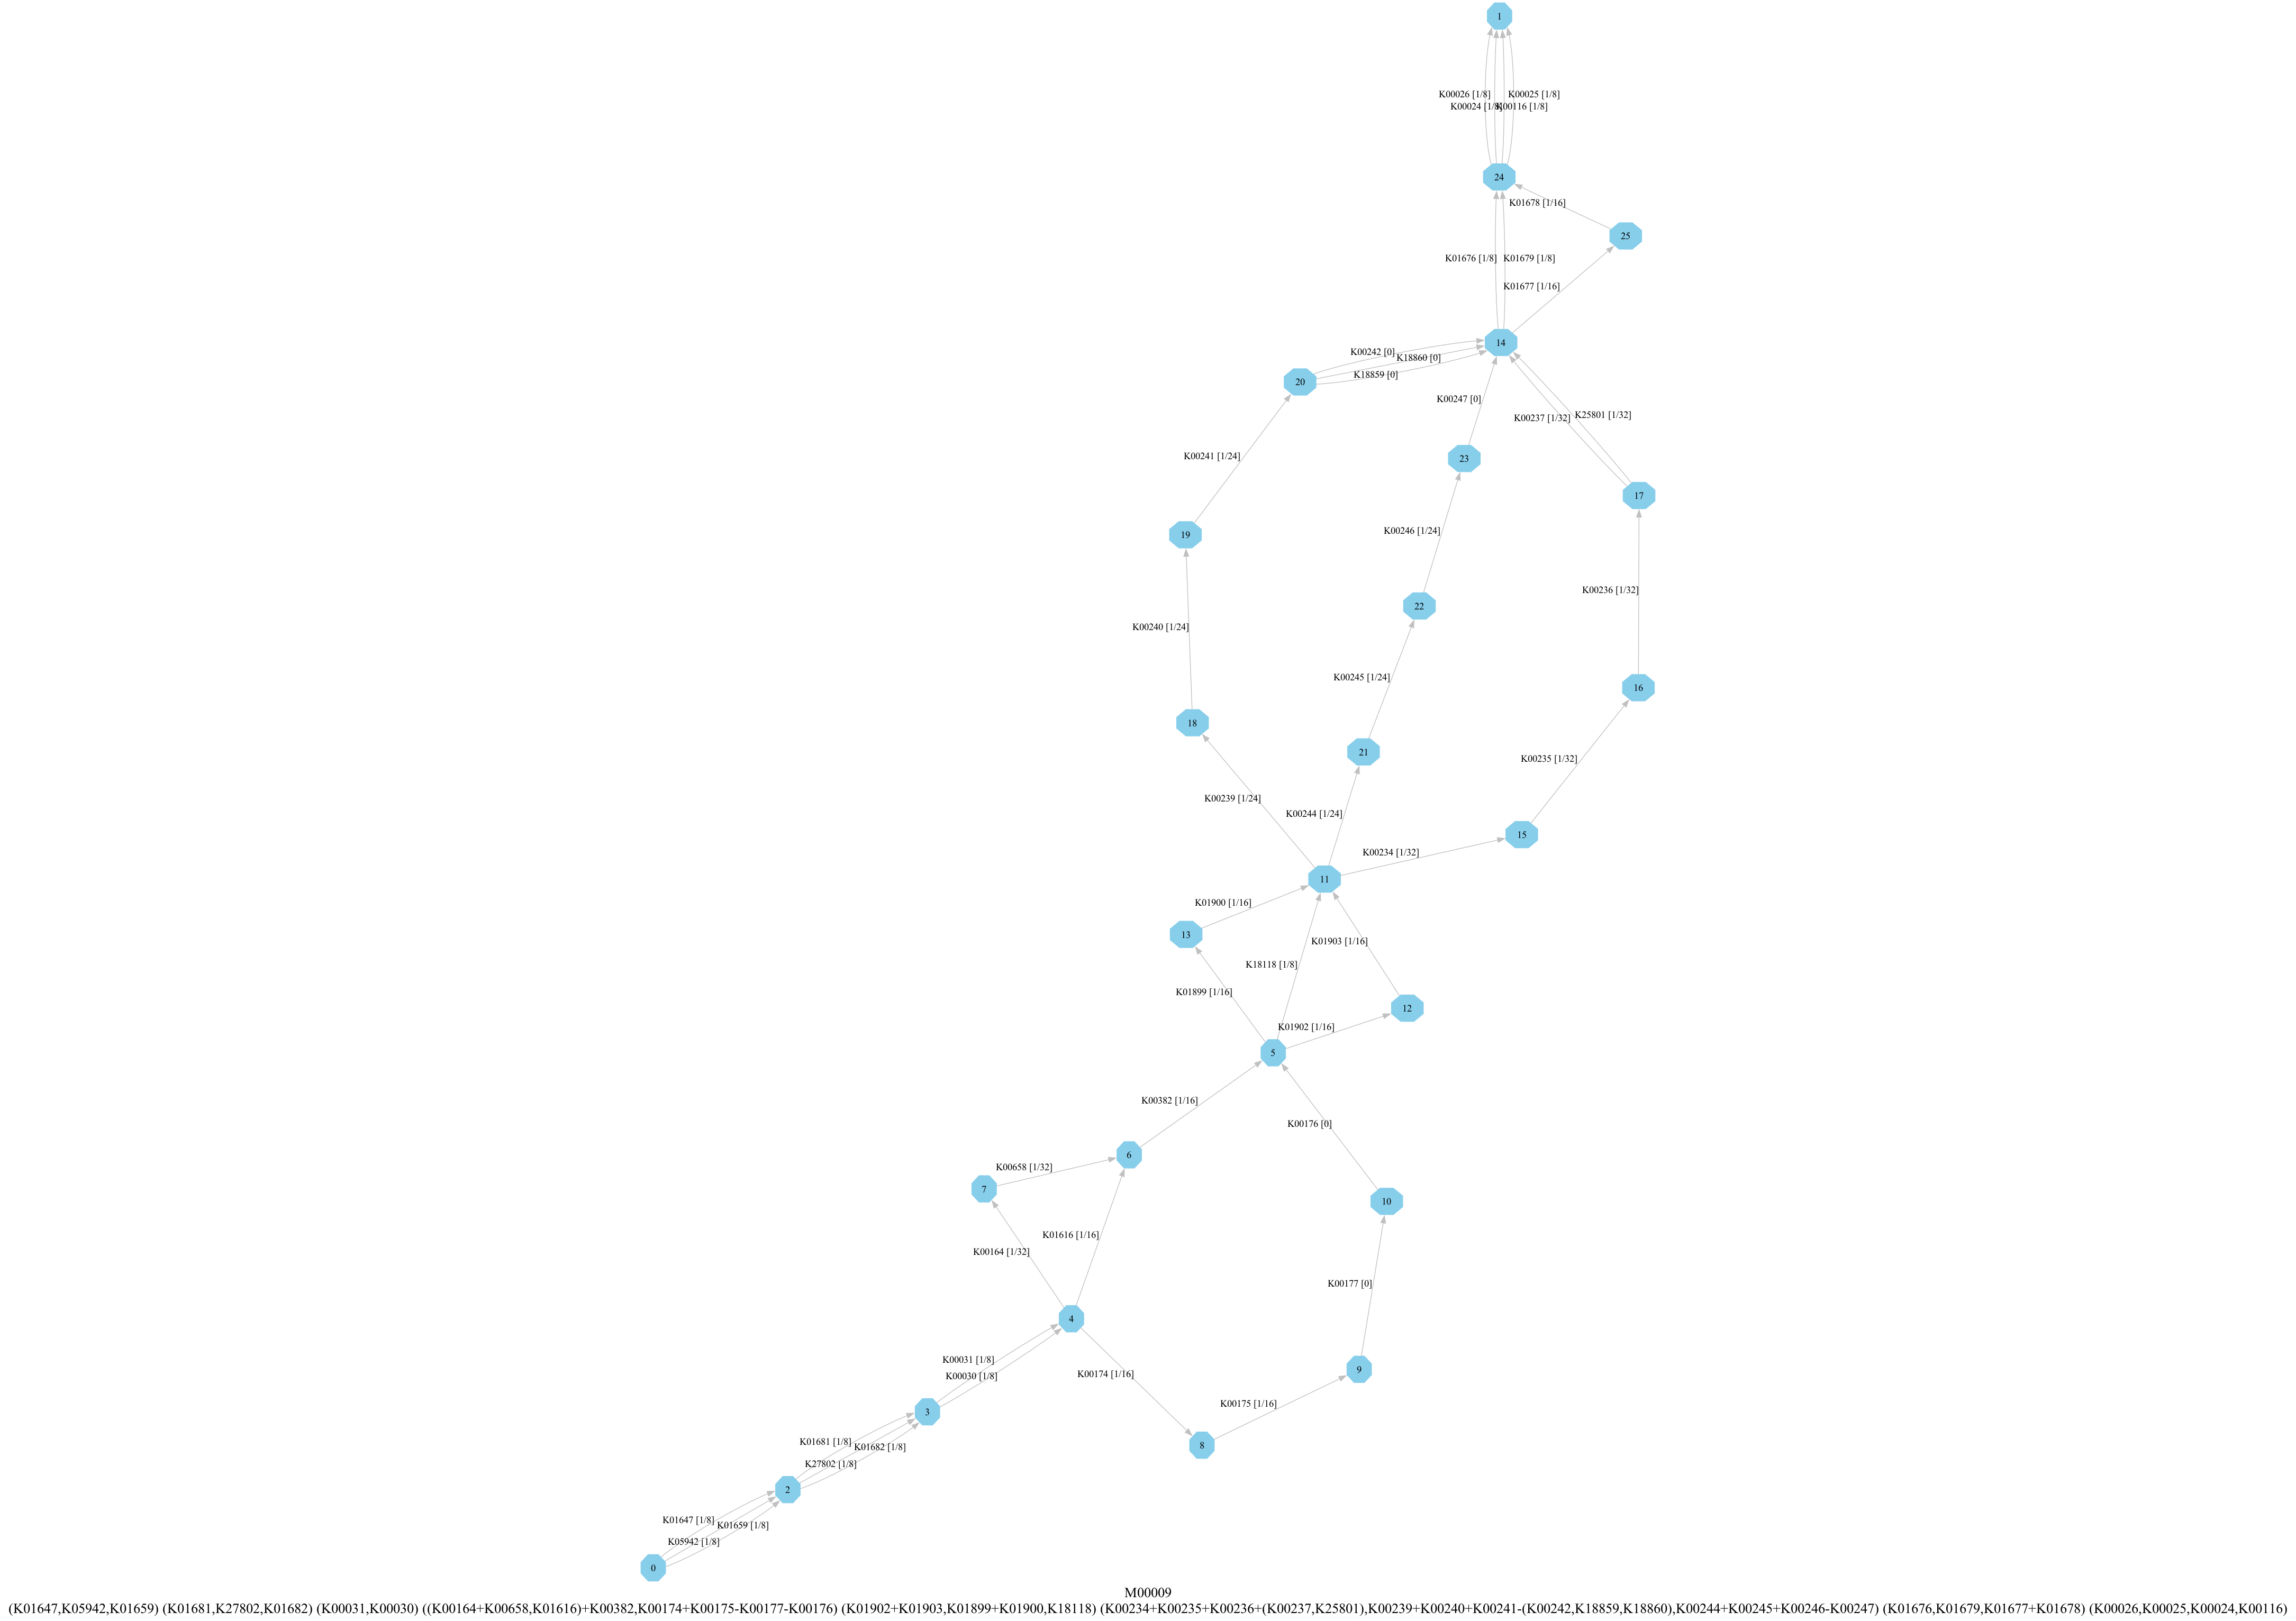 1
K00026 [1/8]
K00025 [1/8]
K00024 [1/8]
K00116 [1/8]
24
K01678 [1/16]
25
K01676 [1/8]
K01679 [1/8]
K01677 [1/16]
14
K00242 [0]
K18860 [0]
K18859 [0]
20
K00247 [0]
K00237 [1/32]
K25801 [1/32]
K00241 [1/24]
23
17
K00246 [1/24]
19
K00236 [1/32]
22
K00240 [1/24]
K00245 [1/24]
16
18
21
K00235 [1/32]
K00239 [1/24]
K00244 [1/24]
15
K00234 [1/32]
11
K01900 [1/16]
13
K01903 [1/16]
K18118 [1/8]
K01899 [1/16]
12
K01902 [1/16]
5
K00382 [1/16]
K00176 [0]
6
K00658 [1/32]
7
10
K01616 [1/16]
K00164 [1/32]
K00177 [0]
4
K00031 [1/8]
K00030 [1/8]
K00174 [1/16]
9
K00175 [1/16]
3
K01681 [1/8]
K01682 [1/8]
8
K27802 [1/8]
2
K01647 [1/8]
K01659 [1/8]
K05942 [1/8]
0
M00009
(K01647,K05942,K01659) (K01681,K27802,K01682) (K00031,K00030) ((K00164+K00658,K01616)+K00382,K00174+K00175-K00177-K00176) (K01902+K01903,K01899+K01900,K18118) (K00234+K00235+K00236+(K00237,K25801),K00239+K00240+K00241-(K00242,K18859,K18860),K00244+K00245+K00246-K00247) (K01676,K01679,K01677+K01678) (K00026,K00025,K00024,K00116)